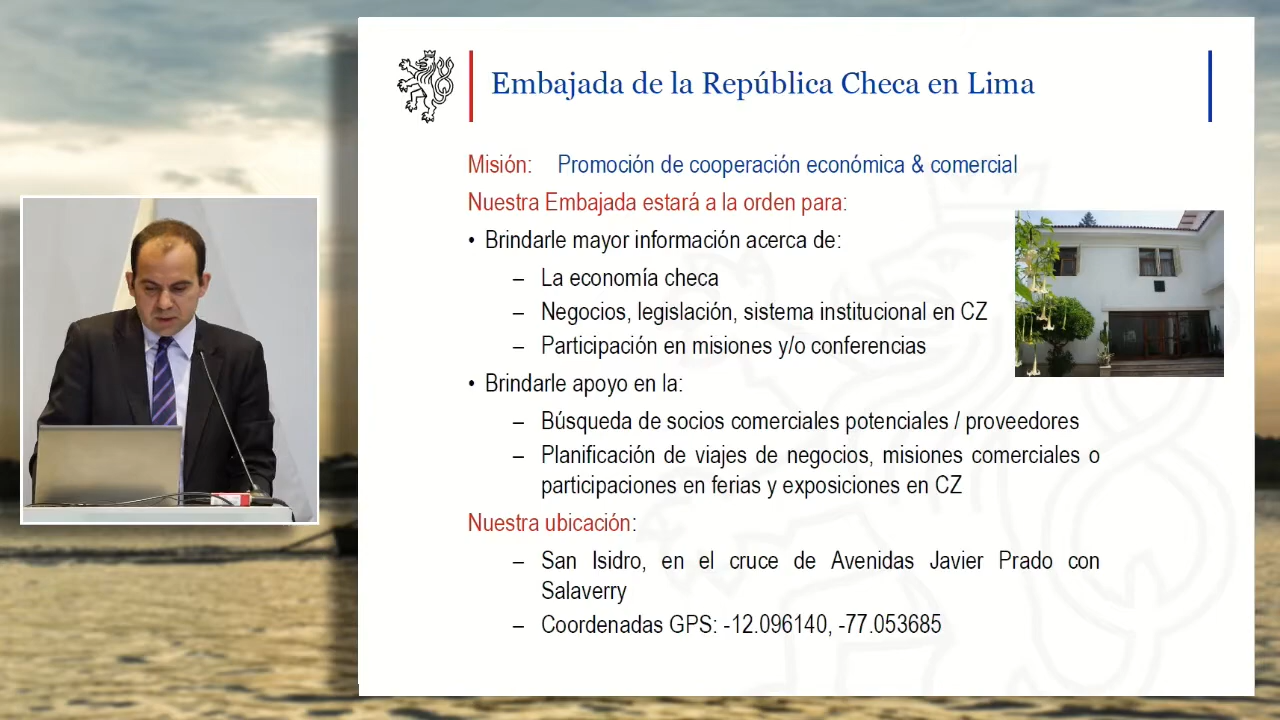 Embajada de la República Checa en Lima
Misión: Promoción de cooperación económica & comercial
Nuestra Embajada estará a la orden para:
• Brindarle mayor información acerca de:
– La economía checa
– Negocios, legislación, sistema institucional en CZ
– Participación en misiones y/o conferencias
• Brindarle apoyo en la:
– Búsqueda de socios comerciales potenciales / proveedores
– Planificación de viajes de negocios, misiones comerciales o
participaciones en ferias y exposiciones en CZ
Nuestra ubicación:
– San Isidro, en el cruce de Avenidas Javier Prado con
Salaverry
– Coordenadas GPS: -12.096140, -77.053685